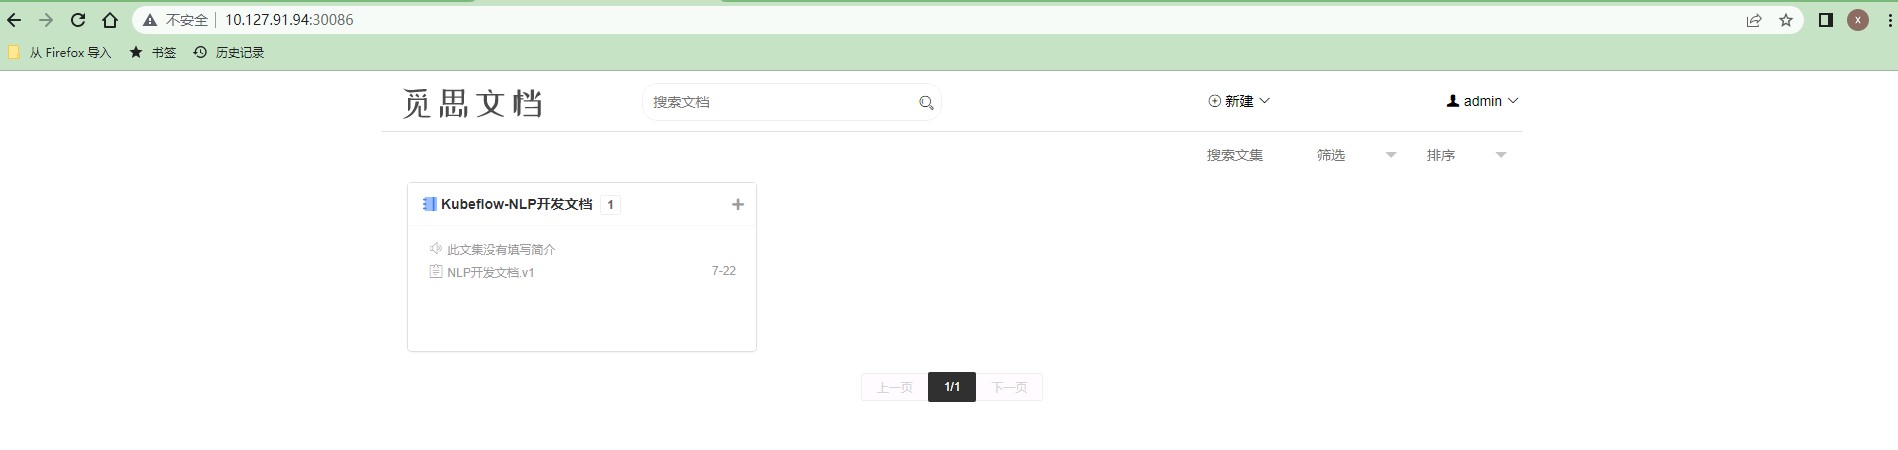 不安全 10.127.91.94:30086 x
从 Firefox 导入 书签 历史记录
觅思文档 搜索文档 新建 admin
搜索文集 筛选 排序
Kubeflow-NLP开发文档 1
此文集没有填写简介
NLP开发文档.v1 7-22
上一页 1/1 下一页